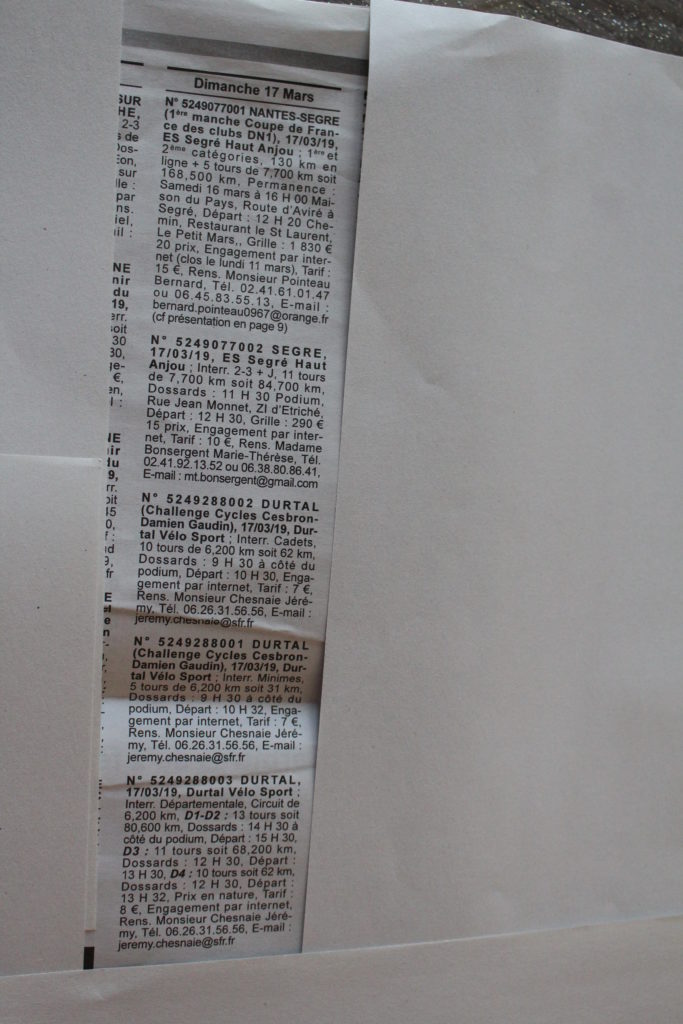 Dimanche 17 Mars
N° 5249077001 NANTES-SEGRE
(1ère manche Coupe de Fran-
ce des clubs DN1), 17/03/19,
ES Segré Haut Anjou ; 1ère et
2ème catégories, 130 km en
ligne + 5 tours de 7,700 km soit
168,500 km, Permanence :
Samedi 16 mars à 16 H 00 Mai-
son du Pays, Route d'Aviré à
Segré, Départ : 12 H 20 Che-
min, Restaurant le St Laurent,
Le Petit Mars,, Grille : 1 830 €
20 prix, Engagement par inter-
net (clos le lundi 11 mars), Tarif :
15 €, Rens. Monsieur Pointeau
Bernard, Tél. 02.41.61.01.47
ou 06.45.83.55.13, E-mail :
bernard.pointeau0967@orange.fr
(cf présentation en page 9)
N° 5249077002 SEGRE,
17/03/19, ES Segré Haut
Anjou ; Interr. 2-3 + J, 11 tours
de 7,700 km soit 84,700 km,
Dossards : 11 H 30 Podium,
Rue Jean Monnet, ZI d'Etriché,
Départ : 12 H 30, Grille : 290 €
15 prix, Engagement par inter-
net, Tarif : 10 €, Rens. Madame
Bonsergent Marie-Thérèse, Tél.
02.41.92.13.52 ou 06.38.80.86.41,
E-mail : mt.bonsergent@gmail.com
N° 5249288002 DURTAL
(Challenge Cycles Cesbron-
Damien Gaudin), 17/03/19, Dur-
tal Vélo Sport ; Interr. Cadets,
10 tours de 6,200 km soit 62 km,
Dossards : 9 H 30 à côté du
podium, Départ : 10 H 30, Enga-
gement par internet, Tarif : 7 €,
Rens. Monsieur Chesnaie Jéré-
my, Tél. 06.26.31.56.56, E-mail :
jeremy.chesnaie@sfr.fr
N° 5249288001 DURTAL
(Challenge Cycles Cesbron-
Damien Gaudin), 17/03/19, Dur-
tal Vélo Sport ; Interr. Minimes,
5 tours de 6,200 km soit 31 km,
Dossards : 9 H 30 à côté du
podium, Départ : 10 H 32, Enga-
gement par internet, Tarif : 7 €,
Rens. Monsieur Chesnaie Jéré-
my, Tél. 06.26.31.56.56, E-mail :
jeremy.chesnaie@sfr.fr
N° 5249288003 DURTAL,
17/03/19, Durtal Vélo Sport ;
Interr. Départementale, Circuit de
6,200 km, D1-D2 : 13 tours soit
80,600 km, Dossards : 14 H 30 à
côté du podium, Départ : 15 H 30,
D3 : 11 tours soit 68,200 km,
Dossards : 12 H 30, Départ :
13 H 30, D4 : 10 tours soit 62 km,
Dossards : 12 H 30, Départ :
13 H 32, Prix en nature, Tarif :
8 €, Engagement par internet,
Rens. Monsieur Chesnaie Jéré-
my, Tél. 06.26.31.56.56, E-mail :
jeremy.chesnaie@sfr.fr